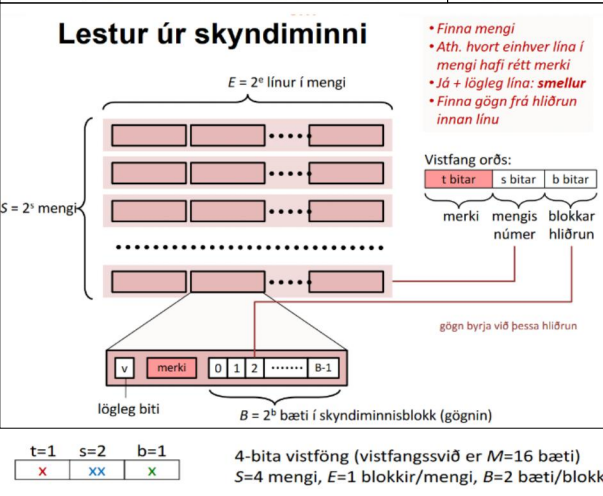 Lestur úr skyndiminni
• Finna mengi
• Ath. hvort einhver lína í
mengi hafi rétt merki
• Já + lögleg lína: smellur
• Finna gögn frá hliðrun
innan línu
E = 2ᵉ línur í mengi
S = 2ˢ mengi
Vistfang orðs:
t bitar s bitar b bitar
merki mengis blokkar
númer hliðrun
gögn byrja við þessa hliðrun
v merki 0 1 2 ······· B-1
lögleg biti
B = 2ᵇ bæti í skyndiminnisblokk (gögnin)
t=1 s=2 b=1
x xx x
4-bita vistföng (vistfangssvið er M=16 bæti)
S=4 mengi, E=1 blokkir/mengi, B=2 bæti/blokk